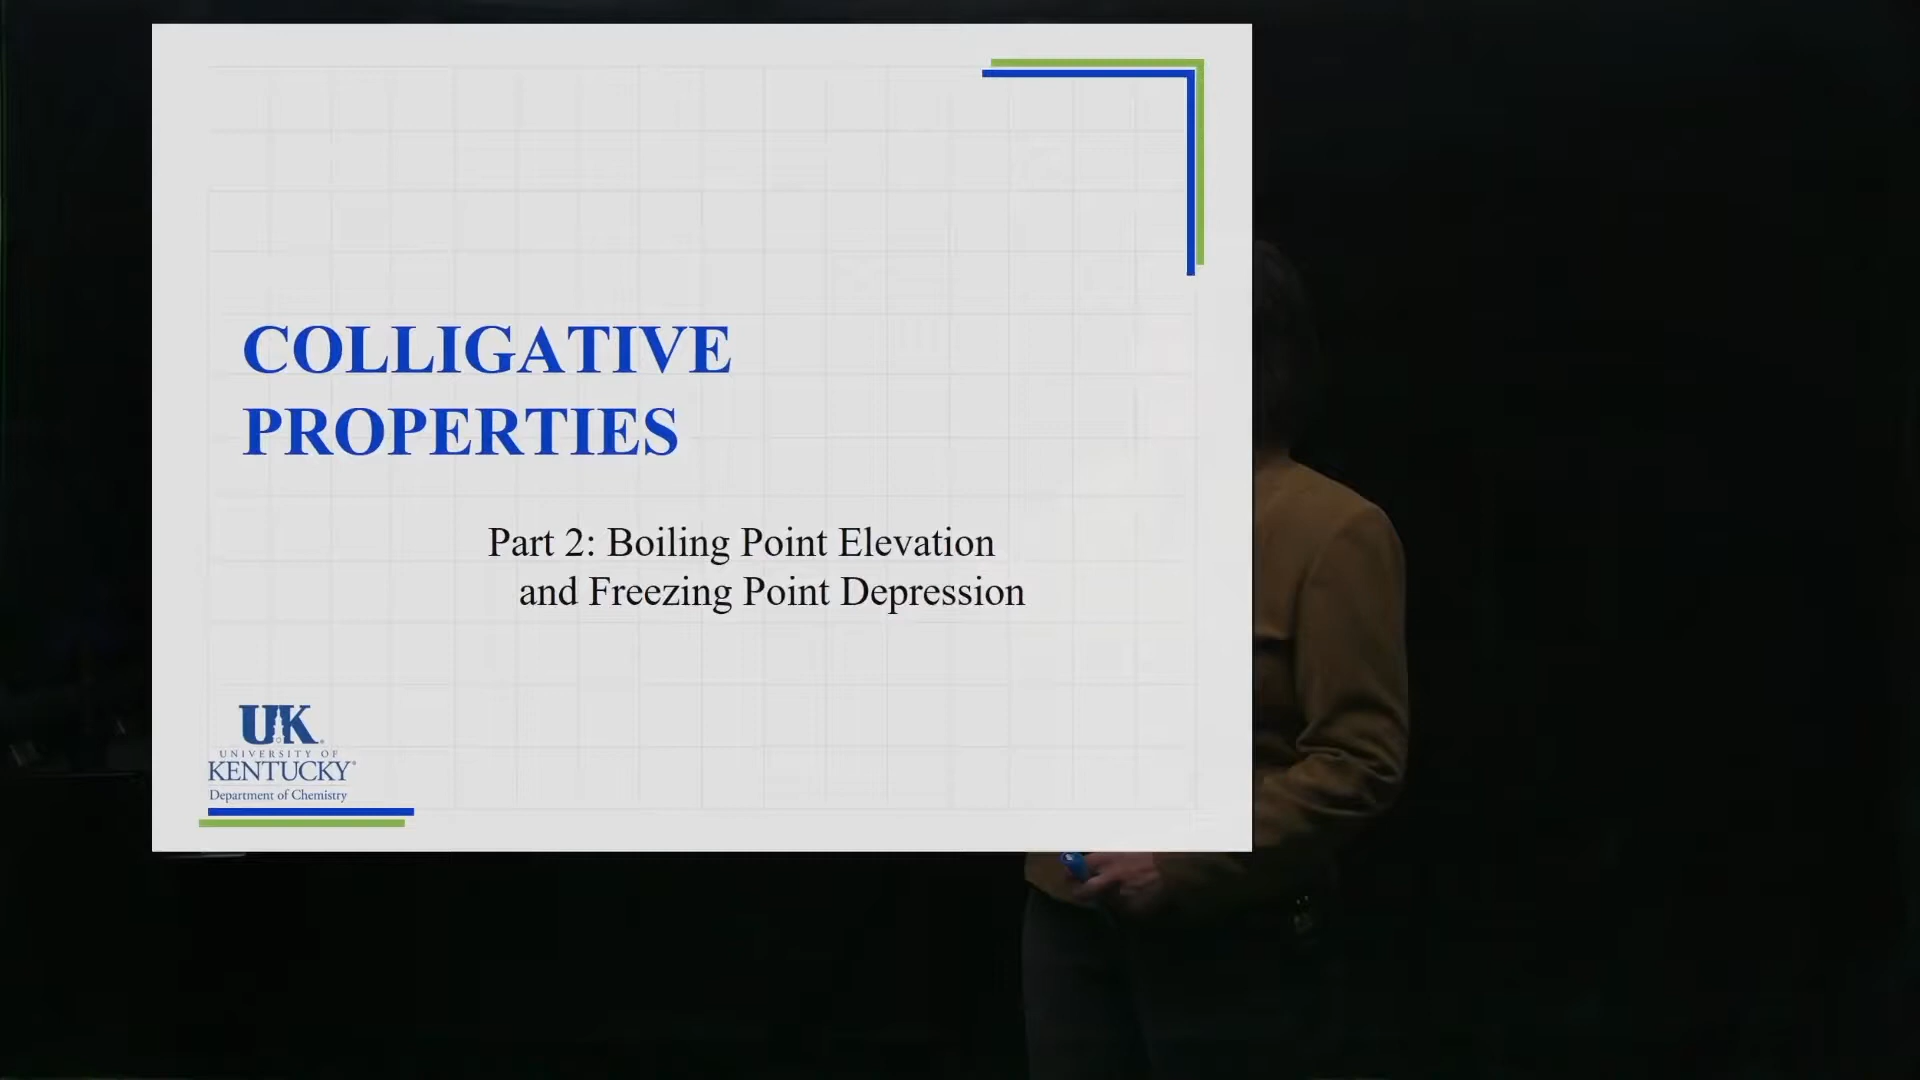 COLLIGATIVE
PROPERTIES
Part 2: Boiling Point Elevation
and Freezing Point Depression
UK
UNIVERSITY OF
KENTUCKY®
Department of Chemistry